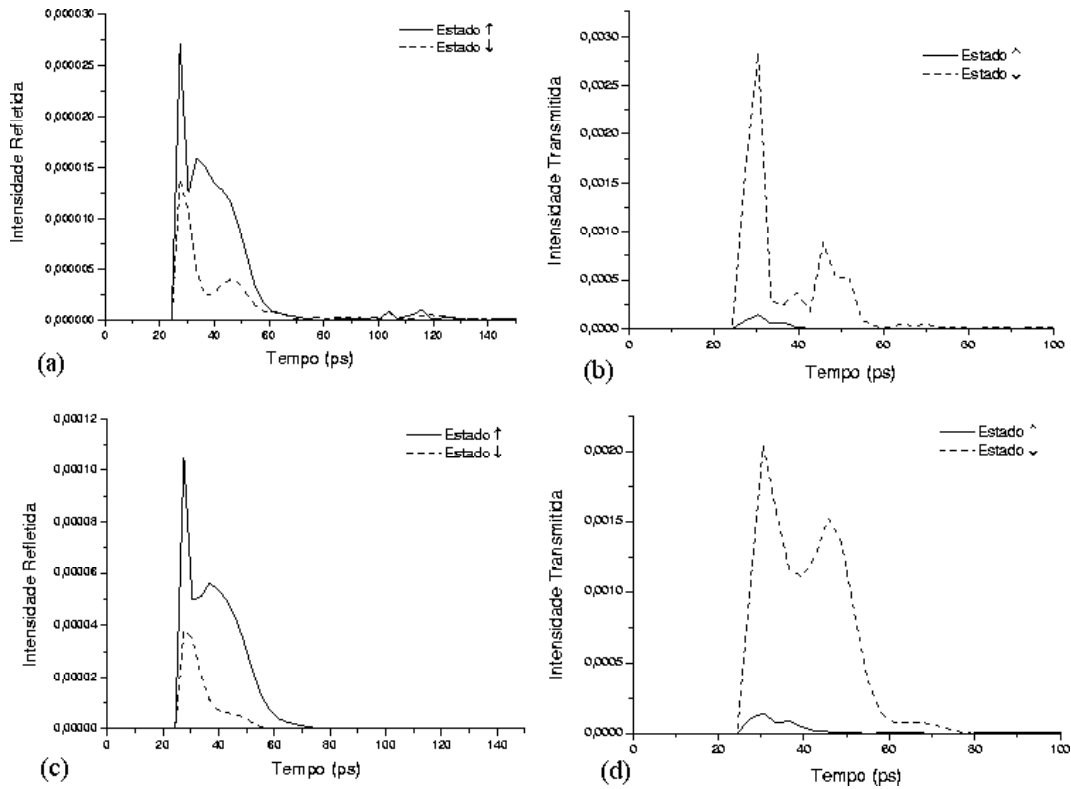 0,000030
0,000025
0,000020
0,000015
0,000010
0,000005
0,000000
Intensidade Refletida
Estado ↑
Estado ↓
0 20 40 60 80 100 120 140
Tempo (ps)
(a)
0,0030
0,0025
0,0020
0,0015
0,0010
0,0005
0,0000
Intensidade Transmitida
Estado ^
Estado ⌄
0 20 40 60 80 100
Tempo (ps)
(b)
0,00012
0,00010
0,00008
0,00006
0,00004
0,00002
0,00000
Intensidade Refletida
Estado ↑
Estado ↓
0 20 40 60 80 100 120 140
Tempo (ps)
(c)
0,0020
0,0015
0,0010
0,0005
0,0000
Intensidade Transmitida
Estado ^
Estado ⌄
0 20 40 60 80 100
Tempo (ps)
(d)